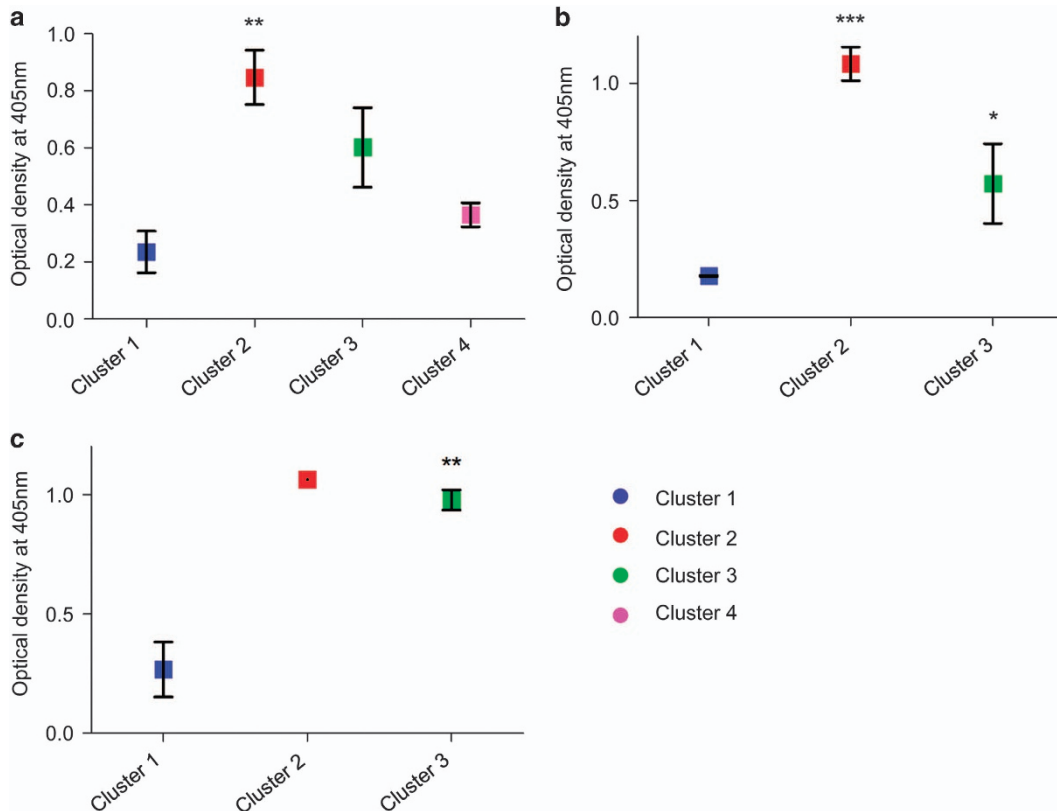 a
**
Optical density at 405nm
1.0
0.8
0.6
0.4
0.2
0.0
Cluster 1
Cluster 2
Cluster 3
Cluster 4
b
***
*
Optical density at 405nm
1.0
0.5
0.0
Cluster 1
Cluster 2
Cluster 3
c
**
Optical density at 405nm
1.0
0.5
0.0
Cluster 1
Cluster 2
Cluster 3
Cluster 1
Cluster 2
Cluster 3
Cluster 4